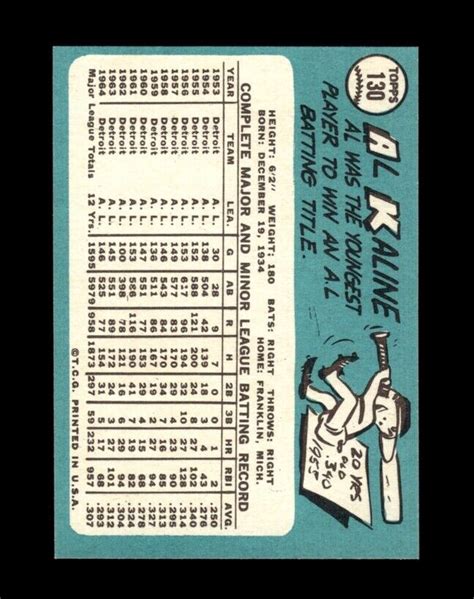 TOPPS
130
AL KALINE
AL WAS THE YOUNGEST
PLAYER TO WIN AN A.L
BATTING TITLE.
20 YRS
OLD
.340
1955
HEIGHT: 6'2" WEIGHT: 180 BATS: RIGHT THROWS: RIGHT
BORN: DECEMBER 19, 1934 HOME: FRANKLIN, MICH.
COMPLETE MAJOR AND MINOR LEAGUE BATTING RECORD
YEAR TEAM LEA. G AB R H 2B 3B HR RBI AVG.
1953 Detroit A. L. 30 28 9 7 0 0 1 2 .250
1954 Detroit A. L. 138 504 42 139 18 3 4 43 .276
1955 Detroit A. L. 152 588 121 200 24 8 27 102 .340
1956 Detroit A. L. 153 617 96 194 32 10 27 128 .314
1957 Detroit A. L. 149 577 83 170 29 4 23 90 .295
1958 Detroit A. L. 146 543 84 170 34 7 16 85 .313
1959 Detroit A. L. 136 511 86 167 19 2 27 94 .327
1960 Detroit A. L. 147 551 77 153 29 4 15 68 .278
1961 Detroit A. L. 153 586 116 190 41 7 19 82 .324
1962 Detroit A. L. 100 398 78 121 16 6 29 94 .304
1963 Detroit A. L. 145 551 89 172 24 3 27 101 .312
1964 Detroit A. L. 146 525 77 154 31 5 17 68 .293
Major League Totals 12 Yrs. 1595 5979 958 1873 297 59 232 957 .307
©T.C.G. PRINTED IN U.S.A.